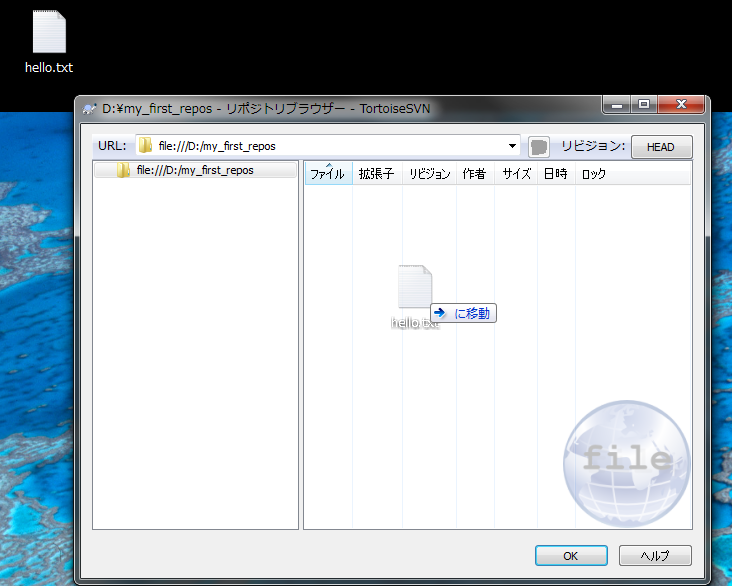 hello.txt
D:¥my_first_repos - リポジトリブラウザー - TortoiseSVN
URL: file:///D:/my_first_repos リビジョン: HEAD
file:///D:/my_first_repos
ファイル 拡張子 リビジョン 作者 サイズ 日時 ロック
に移動
hello.txt
file
OK ヘルプ